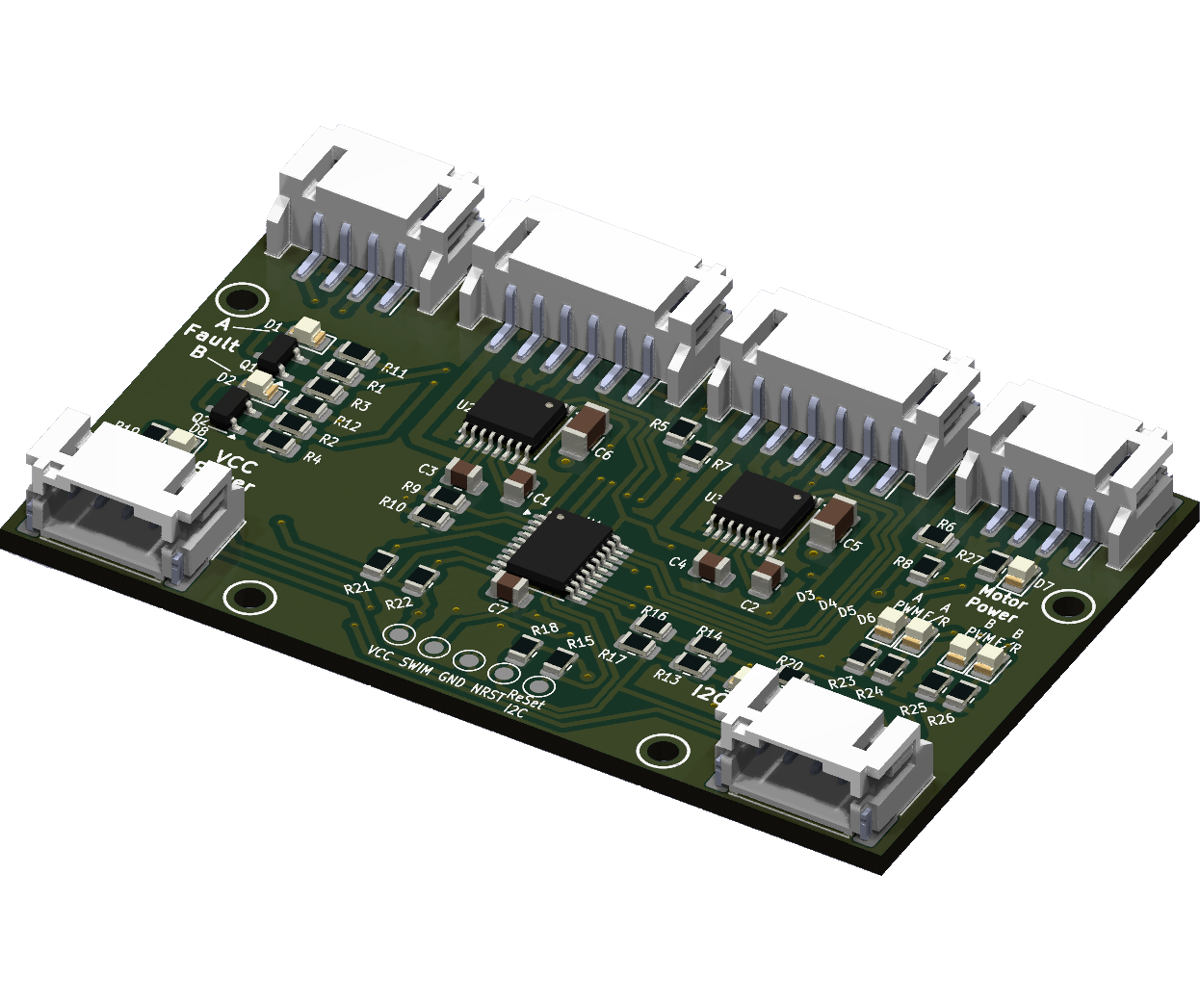 A
Fault
B
D1
Q1
D2
Q2
D8
R11
R1
R3
R12
R2
R4
VCC
C6
C3
C1
R9
R10
R5
R7
C5
C4
C2
R21
R22
C7
R6
R8
R27
D7
Motor
Power
D3
D4
D5
D6
A A
PWM F/R
B B
PWM F/R
R18
R15
R17
R16
R14
R13
R20
R23
R24
R25
R26
VCC SWIM GND NRST
ReSet
I2C
I2C